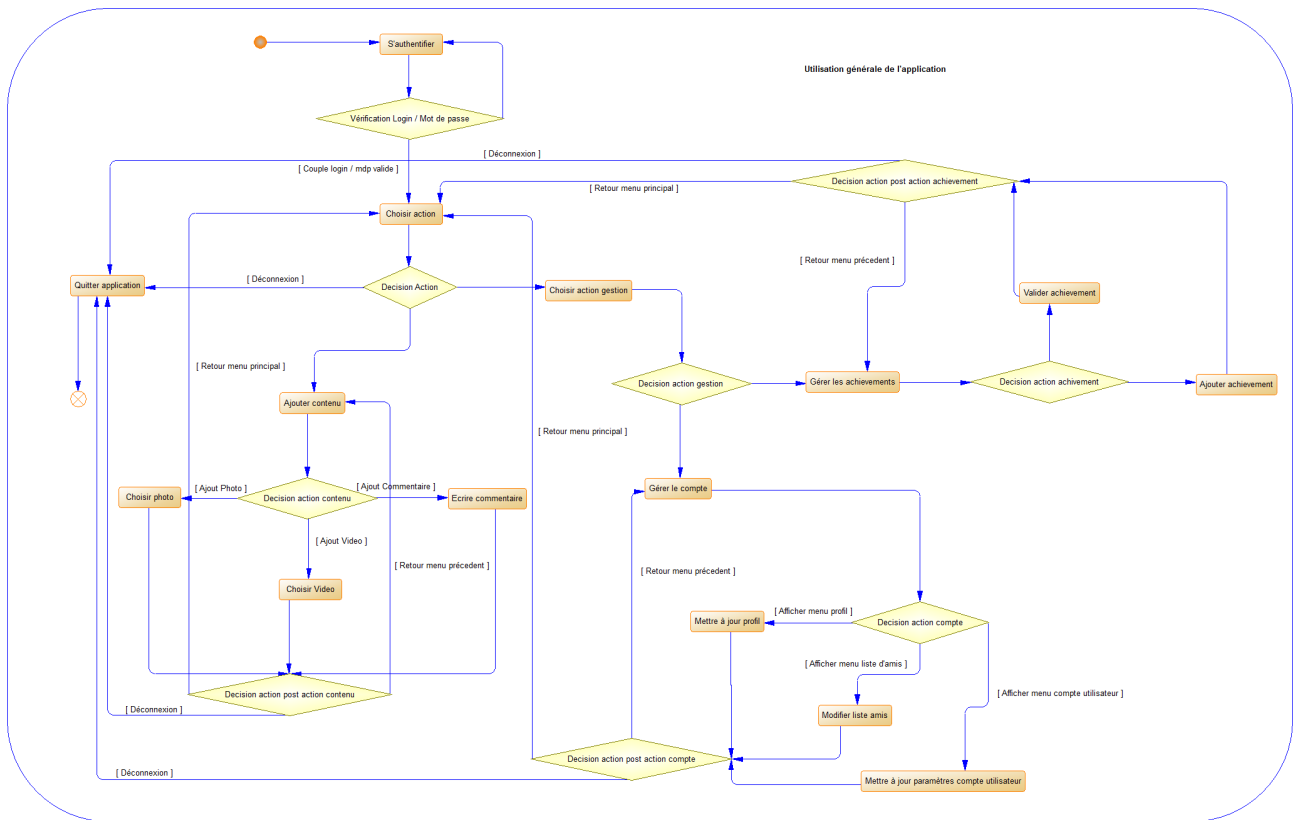 S'authentifier
Utilisation générale de l'application
Vérification Login / Mot de passe
[ Déconnexion ]
[ Couple login / mdp valide ]
Decision action post action achievement
[ Retour menu principal ]
Choisir action
[ Retour menu précedent ]
[ Déconnexion ]
Quitter application
Decision Action
Choisir action gestion
Valider achievement
[ Retour menu principal ]
Decision action gestion
Gérer les achievements
Decision action achivement
Ajouter achievement
Ajouter contenu
[ Retour menu principal ]
Choisir photo
[ Ajout Photo ]
Decision action contenu
[ Ajout Commentaire ]
Ecrire commentaire
Gérer le compte
[ Ajout Video ]
[ Retour menu précedent ]
[ Retour menu précedent ]
Choisir Video
Mettre à jour profil
[ Afficher menu profil ]
Decision action compte
[ Afficher menu liste d'amis ]
Decision action post action contenu
[ Afficher menu compte utilisateur ]
[ Déconnexion ]
Modifier liste amis
Decision action post action compte
[ Déconnexion ]
Mettre à jour paramètres compte utilisateur